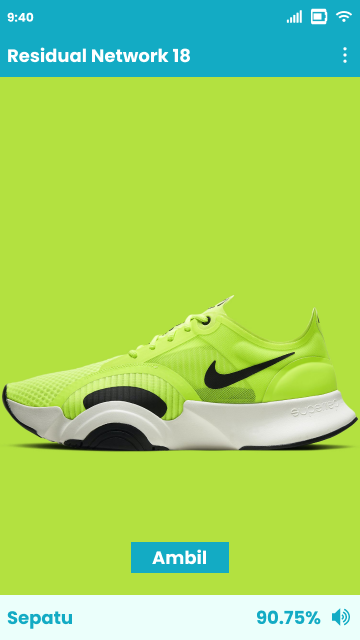 9:40
Residual Network 18
Ambil
Sepatu
90.75%